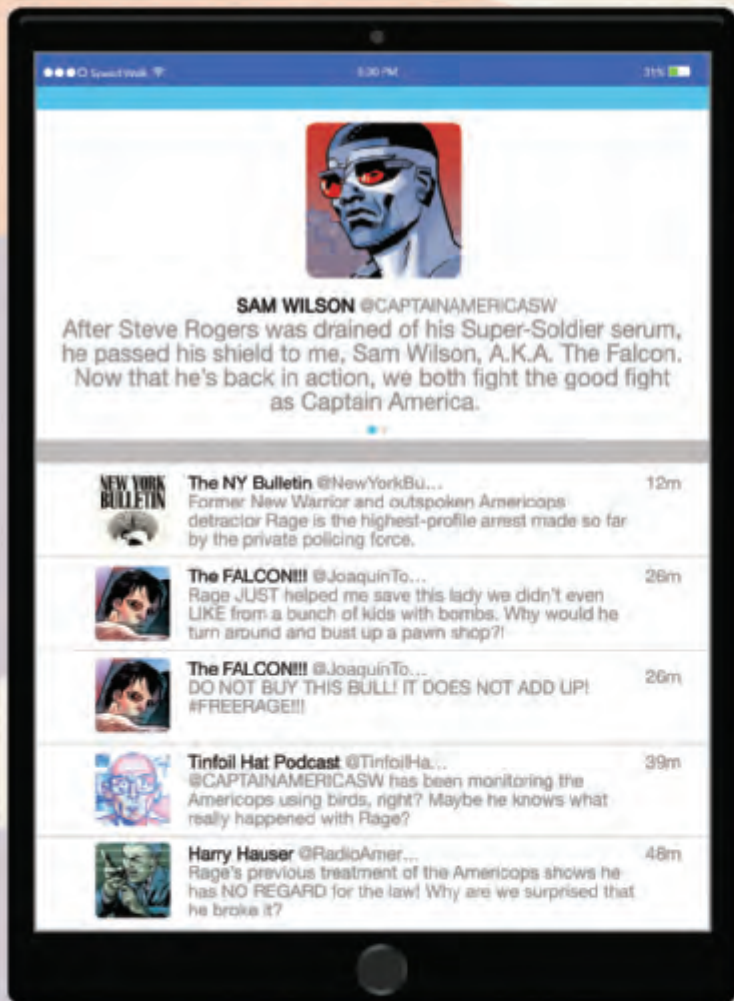 ●●●○ Speed Walk
5:30 PM
31%
SAM WILSON @CAPTAINAMERICASW
After Steve Rogers was drained of his Super-Soldier serum,
he passed his shield to me, Sam Wilson, A.K.A. The Falcon.
Now that he's back in action, we both fight the good fight
as Captain America.
NEW YORK
BULLETIN
The NY Bulletin @NewYorkBu... 12m
Former New Warrior and outspoken Americops
detractor Rage is the highest-profile arrest made so far
by the private policing force.
The FALCON!!! @JoaquinTo... 26m
Rage JUST helped me save this lady we didn't even
LIKE from a bunch of kids with bombs. Why would he
turn around and bust up a pawn shop?!
The FALCON!!! @JoaquinTo... 26m
DO NOT BUY THIS BULL! IT DOES NOT ADD UP!
#FREERAGE!!!
Tinfoil Hat Podcast @TinfoilHa... 39m
@CAPTAINAMERICASW has been monitoring the
Americops using birds, right? Maybe he knows what
really happened with Rage?
Harry Hauser @RadioAmer... 48m
Rage's previous treatment of the Americops shows he
has NO REGARD for the law! Why are we surprised that
he broke it?